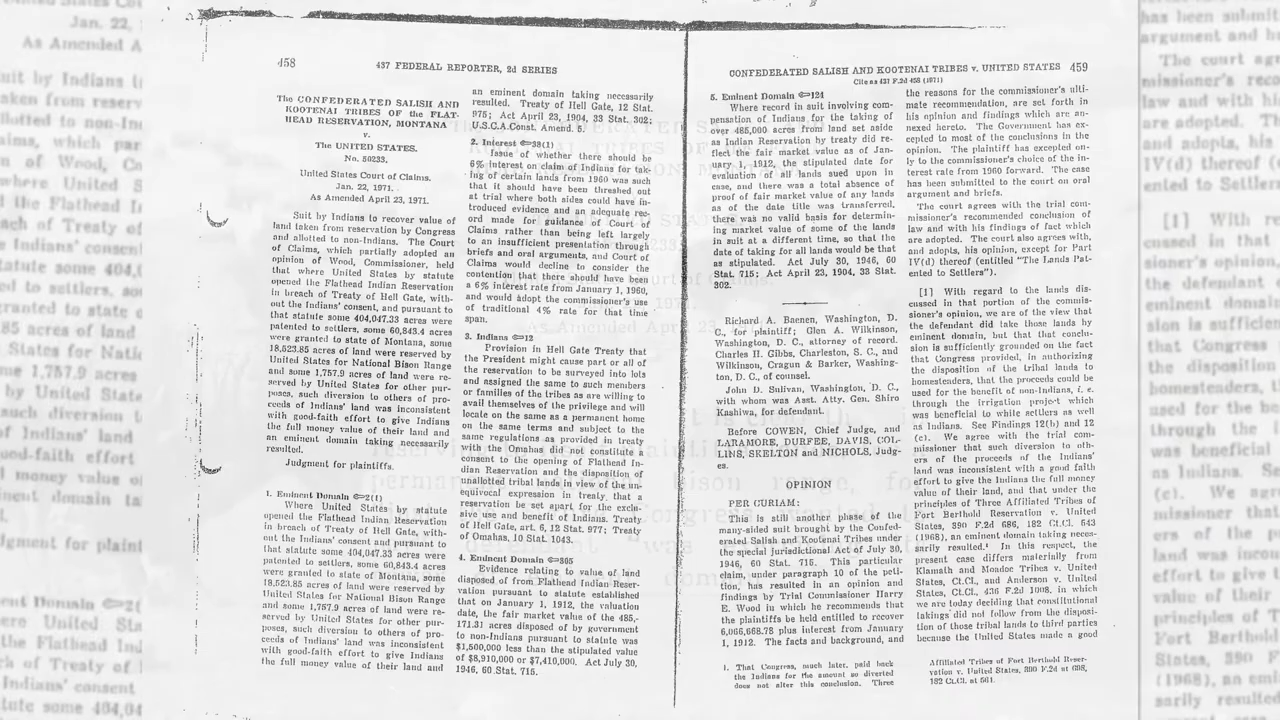 458
437 FEDERAL REPORTER, 2d SERIES
The CONFEDERATED SALISH AND
KOOTENAI TRIBES OF the FLAT-
HEAD RESERVATION, MONTANA
v.
The UNITED STATES.
No. 50233.
United States Court of Claims.
Jan. 22, 1971.
As Amended April 23, 1971.
Suit by Indians to recover value of
land taken from reservation by Congress
and allotted to non-Indians. The Court
of Claims, which partially adopted an
opinion of Wood, Commissioner, held
that where United States by statute
opened the Flathead Indian Reservation
in breach of Treaty of Hell Gate, with-
out the Indians' consent, and pursuant to
that statute some 404,047.33 acres were
patented to settlers, some 60,843.4 acres
were granted to state of Montana, some
18,523.85 acres of land were reserved by
United States for National Bison Range
and some 1,757.9 acres of land were re-
served by United States for other pur-
poses, such diversion to others of pro-
ceeds of Indians' land was inconsistent
with good-faith effort to give Indians
the full money value of their land and
an eminent domain taking necessarily
resulted.
Judgment for plaintiffs.
1. Eminent Domain ⇔2(1)
Where United States by statute
opened the Flathead Indian Reservation
in breach of Treaty of Hell Gate, with-
out the Indians' consent and pursuant to
that statute some 404,047.33 acres were
patented to settlers, some 60,843.4 acres
were granted to state of Montana, some
18,523.85 acres of land were reserved by
United States for National Bison Range
and some 1,757.9 acres of land were re-
served by United States for other pur-
poses, such diversion to others of pro-
ceeds of Indians' land was inconsistent
with good-faith effort to give Indians
the full money value of their land and
an eminent domain taking necessarily
resulted. Treaty of Hell Gate, 12 Stat.
975; Act April 23, 1904, 33 Stat. 302;
U.S.C.A.Const. Amend. 5.
2. Interest ⇔38(1)
Issue of whether there should be
6% interest on claim of Indians for tak-
ing of certain lands from 1960 was such
that it should have been threshed out
at trial where both sides could have in-
troduced evidence and an adequate rec-
ord made for guidance of Court of
Claims rather than being left largely
to an insufficient presentation through
briefs and oral arguments, and Court of
Claims would decline to consider the
contention that there should have been
a 6% interest rate from January 1, 1960,
and would adopt the commissioner's use
of traditional 4% rate for that time
span.
3. Indians ⇔12
Provision in Hell Gate Treaty that
the President might cause part or all of
the reservation to be surveyed into lots
and assigned the same to such members
or families of the tribes as are willing to
avail themselves of the privilege and will
locate on the same as a permanent home
on the same terms and subject to the
same regulations as provided in treaty
with the Omahas did not constitute a
consent to the opening of Flathead In-
dian Reservation and the disposition of
unallotted tribal lands in view of the un-
equivocal expression in treaty that a
reservation be set apart for the exclu-
sive use and benefit of Indians. Treaty
of Hell Gate, art. 6, 12 Stat. 977; Treaty
of Omahas, 10 Stat. 1043.
4. Eminent Domain ⇔305
Evidence relating to value of land
disposed of from Flathead Indian Reser-
vation pursuant to statute established
that on January 1, 1912, the valuation
date, the fair market value of the 485,-
171.31 acres disposed of by government
to non-Indians pursuant to statute was
$1,500,000 less than the stipulated value
of $8,910,000 or $7,410,000. Act July 30,
1946, 60 Stat. 715.
CONFEDERATED SALISH AND KOOTENAI TRIBES v. UNITED STATES 459
Cite as 437 F.2d 458 (1971)
5. Eminent Domain ⇔124
Where record in suit involving com-
pensation of Indians for the taking of
over 485,000 acres from land set aside
as Indian Reservation by treaty did re-
flect the fair market value as of Jan-
uary 1, 1912, the stipulated date for
evaluation of all lands sued upon in
case, and there was a total absence of
proof of fair market value of any lands
as of the date title was transferred,
there was no valid basis for determin-
ing market value of some of the lands
in suit at a different time, so that the
date of taking for all lands would be that
as stipulated. Act July 30, 1946, 60
Stat. 715; Act April 23, 1904, 33 Stat.
302.
Richard A. Baenen, Washington, D.
C., for plaintiff; Glen A. Wilkinson,
Washington, D. C., attorney of record.
Charles H. Gibbs, Charleston, S. C., and
Wilkinson, Cragun & Barker, Washing-
ton, D. C., of counsel.
John D. Sulivan, Washington, D. C.,
with whom was Asst. Atty. Gen. Shiro
Kashiwa, for defendant.
Before COWEN, Chief Judge, and
LARAMORE, DURFEE, DAVIS, COL-
LINS, SKELTON and NICHOLS, Judg-
es.
OPINION
PER CURIAM:
This is still another phase of the
many-sided suit brought by the Confed-
erated Salish and Kootenai Tribes under
the special jurisdictional Act of July 30,
1946, 60 Stat. 715. This particular
claim, under paragraph 10 of the peti-
tion, has resulted in an opinion and
findings by Trial Commissioner Harry
E. Wood in which he recommends that
the plaintiffs be held entitled to recover
6,066,668.78 plus interest from January
1, 1912. The facts and background, and
the reasons for the commissioner's ulti-
mate recommendation, are set forth in
his opinion and findings which are an-
nexed hereto. The Government has ex-
cepted to most of the conclusions in the
opinion. The plaintiff has excepted on-
ly to the commissioner's choice of the in-
terest rate from 1960 forward. The case
has been submitted to the court on oral
argument and briefs.
The court agrees with the trial com-
missioner's recommended conclusion of
law and with his findings of fact which
are adopted. The court also agrees with,
and adopts, his opinion, except for Part
IV(d) thereof (entitled "The Lands Pat-
ented to Settlers").
[1] With regard to the lands dis-
cussed in that portion of the commis-
sioner's opinion, we are of the view that
the defendant did take those lands by
eminent domain, but that that conclu-
sion is sufficiently grounded on the fact
that Congress provided, in authorizing
the disposition of the tribal lands to
homesteaders, that the proceeds could be
used for the benefit of non-Indians, i. e.
through the irrigation project which
was beneficial to white settlers as well
as Indians. See Findings 12(b) and 12
(c). We agree with the trial com-
missioner that such diversion to oth-
ers of the proceeds of the Indians'
land was inconsistent with a good faith
effort to give the Indians the full money
value of their land, and that under the
principles of Three Affiliated Tribes of
Fort Berthold Reservation v. United
States, 390 F.2d 686, 182 Ct.Cl. 543
(1968), an eminent domain taking neces-
sarily resulted.¹ In this respect, the
present case differs materially from
Klamath and Modoc Tribes v. United
States, Ct.Cl., and Anderson v. United
States, Ct.Cl., 436 F.2d 1008, in which
we are today deciding that constitutional
takings did not follow from the disposi-
tion of those tribal lands to third parties
because the United States made a good
1. That Congress, much later, paid back
the Indians for the amount so diverted
does not alter this conclusion. Three
Affiliated Tribes of Fort Berthold Reser-
vation v. United States, 390 F.2d at 698,
182 Ct.Cl. at 561.